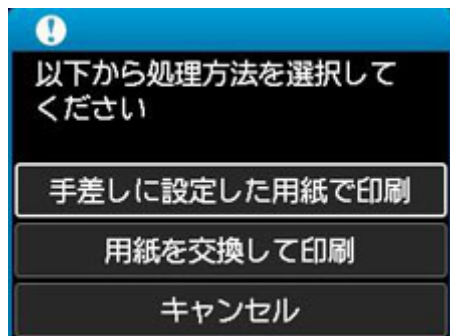 以下から処理方法を選択して
ください
手差しに設定した用紙で印刷
用紙を交換して印刷
キャンセル